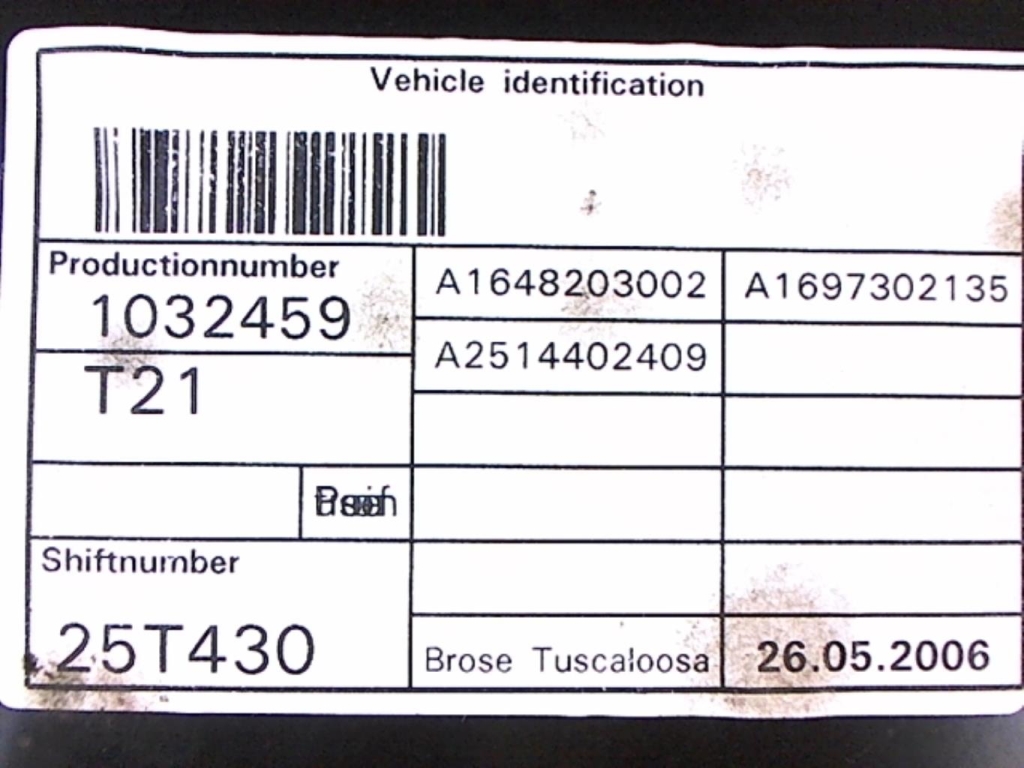 Vehicle identification
Productionnumber
1032459
A1648203002
A1697302135
T21
A2514402409
Shiftnumber
25T430
Brose Tuscaloosa
26.05.2006